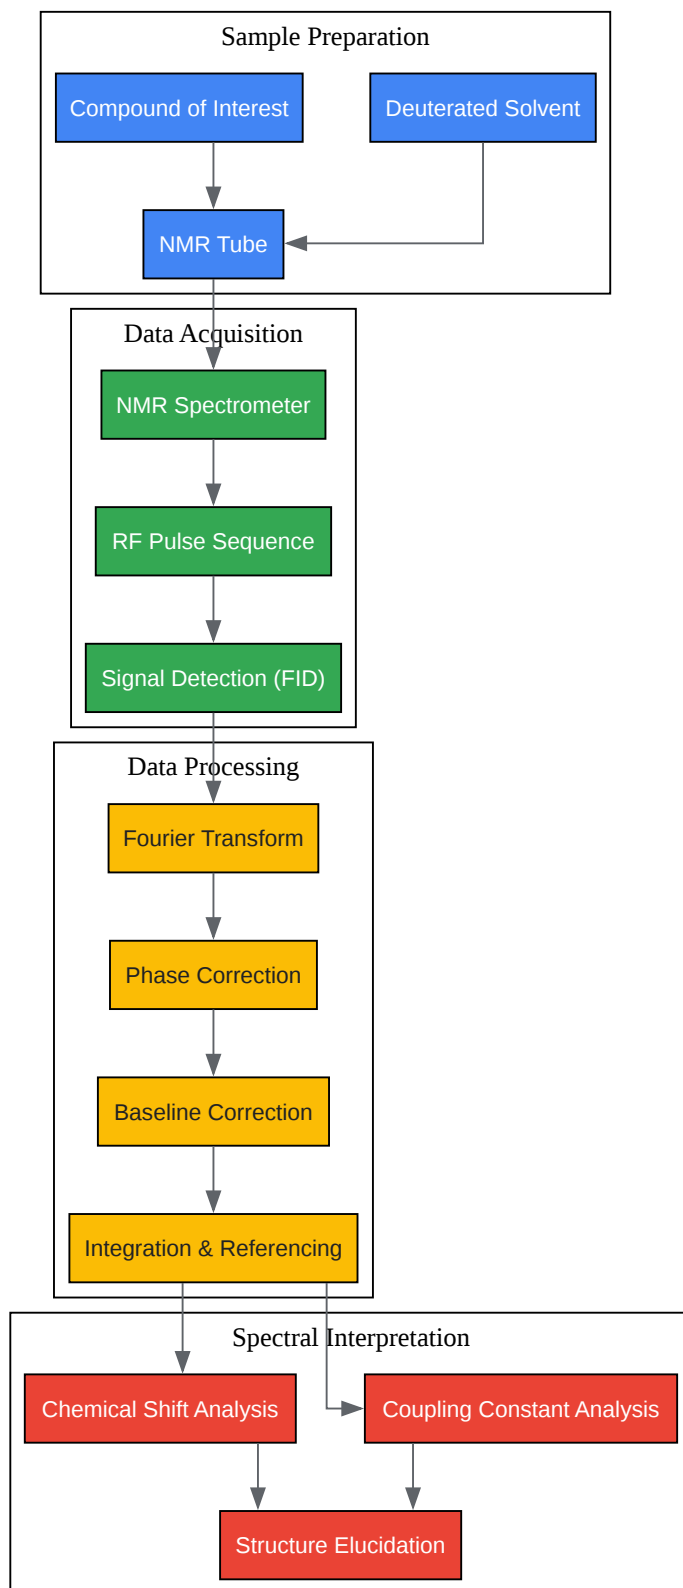 Sample Preparation
Compound of Interest
Deuterated Solvent
NMR Tube
Data Acquisition
NMR Spectrometer
RF Pulse Sequence
Signal Detection (FID)
Data Processing
Fourier Transform
Phase Correction
Baseline Correction
Integration & Referencing
Spectral Interpretation
Chemical Shift Analysis
Coupling Constant Analysis
Structure Elucidation